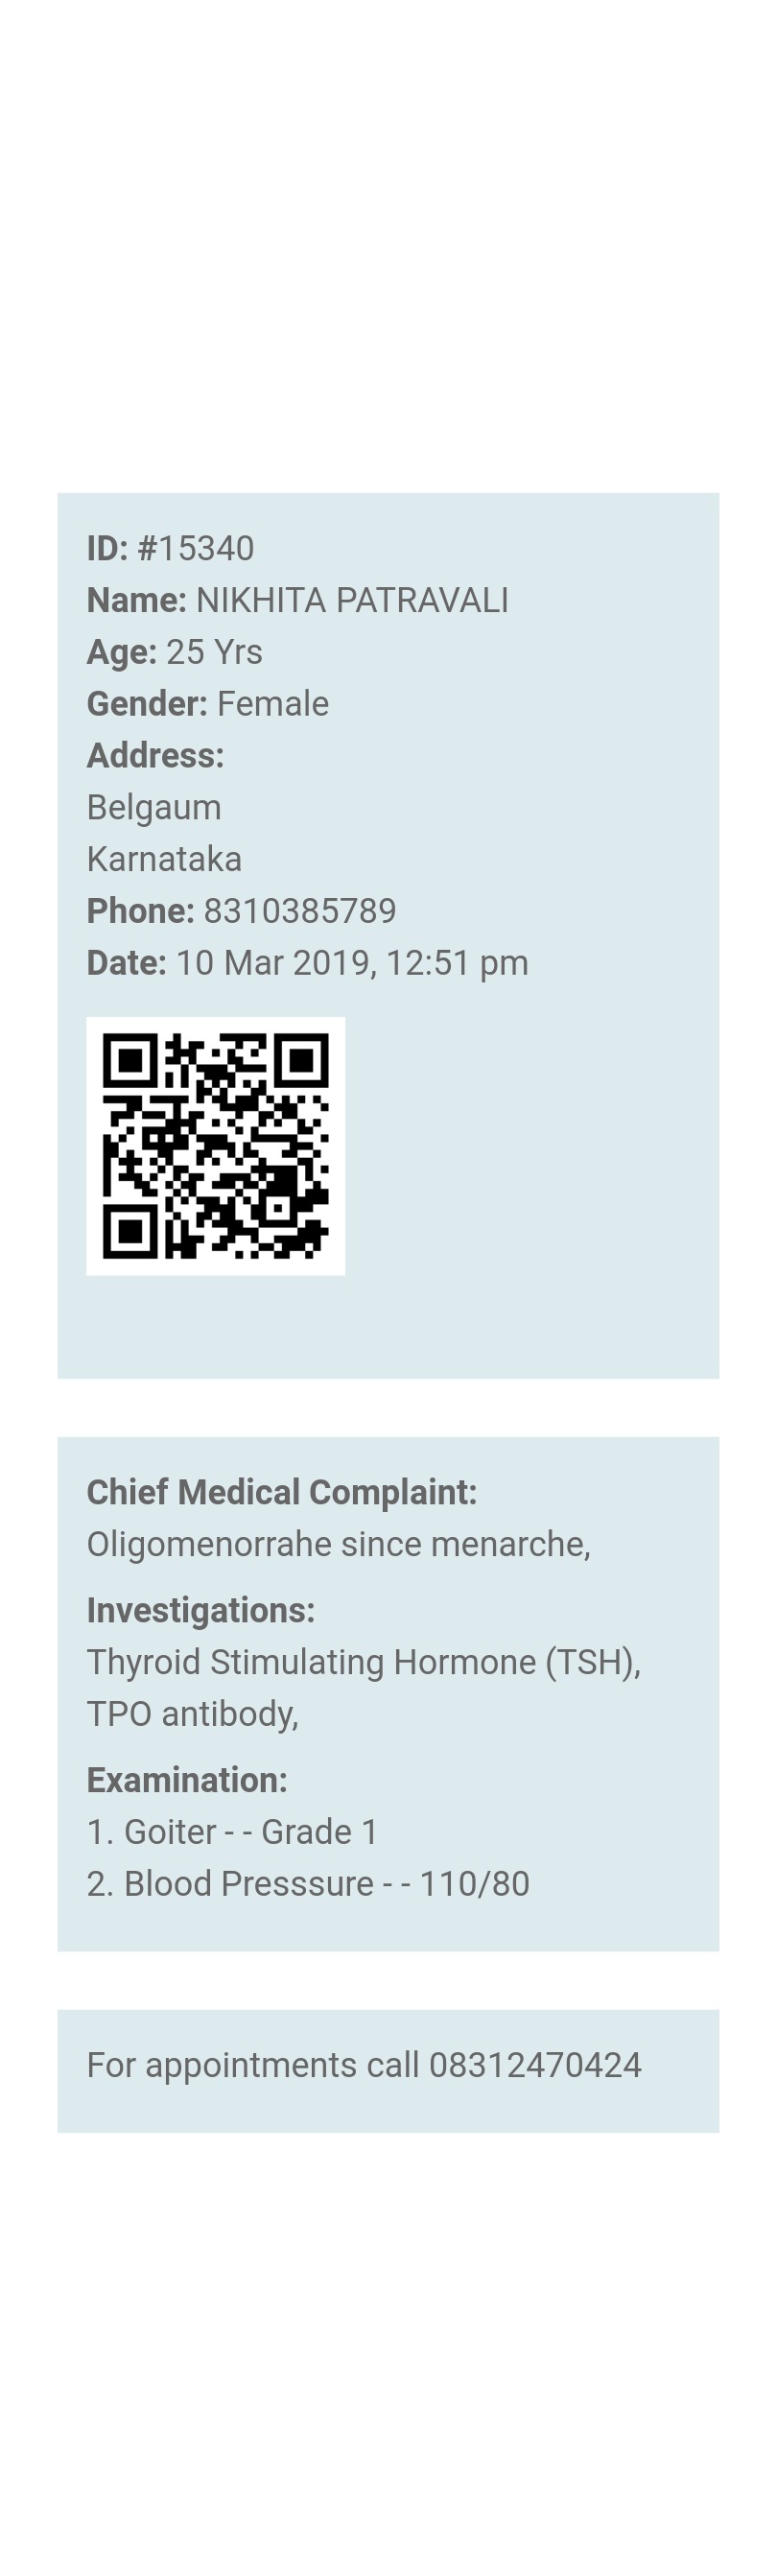 ID: #15340
Name: NIKHITA PATRAVALI
Age: 25 Yrs
Gender: Female
Address:
Belgaum
Karnataka
Phone: 8310385789
Date: 10 Mar 2019, 12:51 pm
Chief Medical Complaint:
Oligomenorrahe since menarche,
Investigations:
Thyroid Stimulating Hormone (TSH),
TPO antibody,
Examination:
1. Goiter - - Grade 1
2. Blood Presssure - - 110/80
For appointments call 08312470424